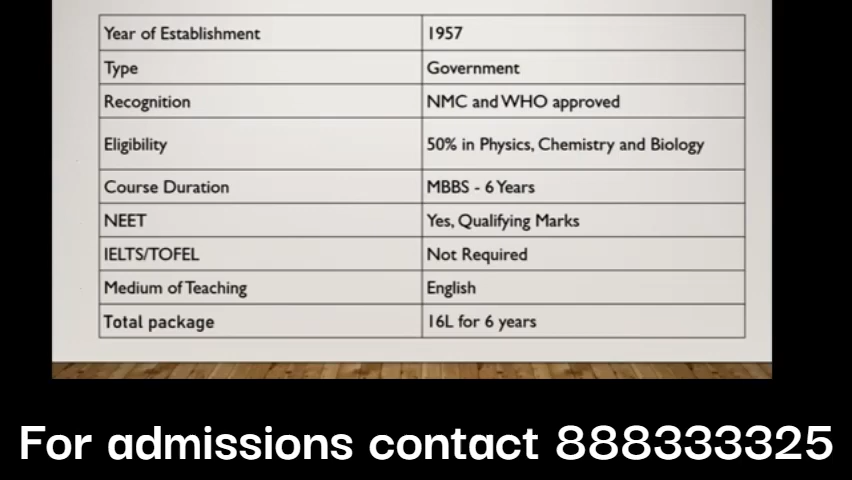 Year of Establishment 1957
Type Government
Recognition NMC and WHO approved
Eligibility 50% in Physics, Chemistry and Biology
Course Duration MBBS - 6 Years
NEET Yes, Qualifying Marks
IELTS/TOFEL Not Required
Medium of Teaching English
Total package 16L for 6 years
For admissions contact 888333325